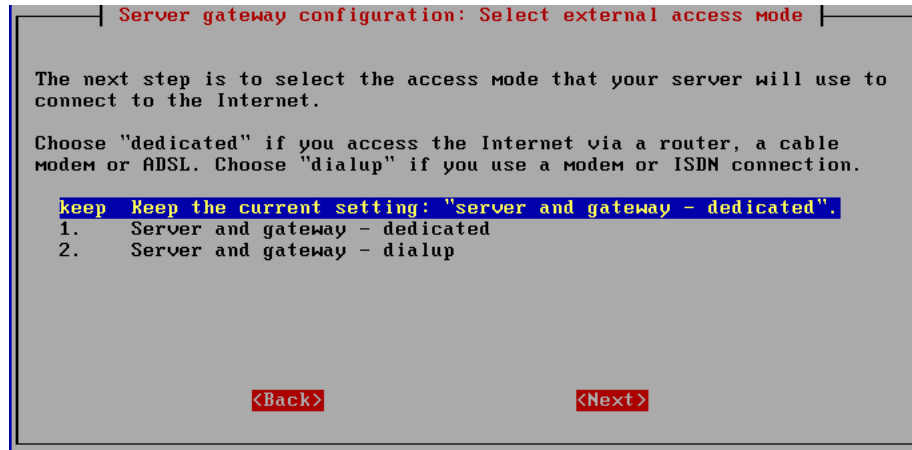 Server gateway configuration: Select external access mode
The next step is to select the access mode that your server will use to
connect to the Internet.
Choose "dedicated" if you access the Internet via a router, a cable
modem or ADSL. Choose "dialup" if you use a modem or ISDN connection.
keep Keep the current setting: "server and gateway - dedicated".
1. Server and gateway - dedicated
2. Server and gateway - dialup
<Back> <Next>